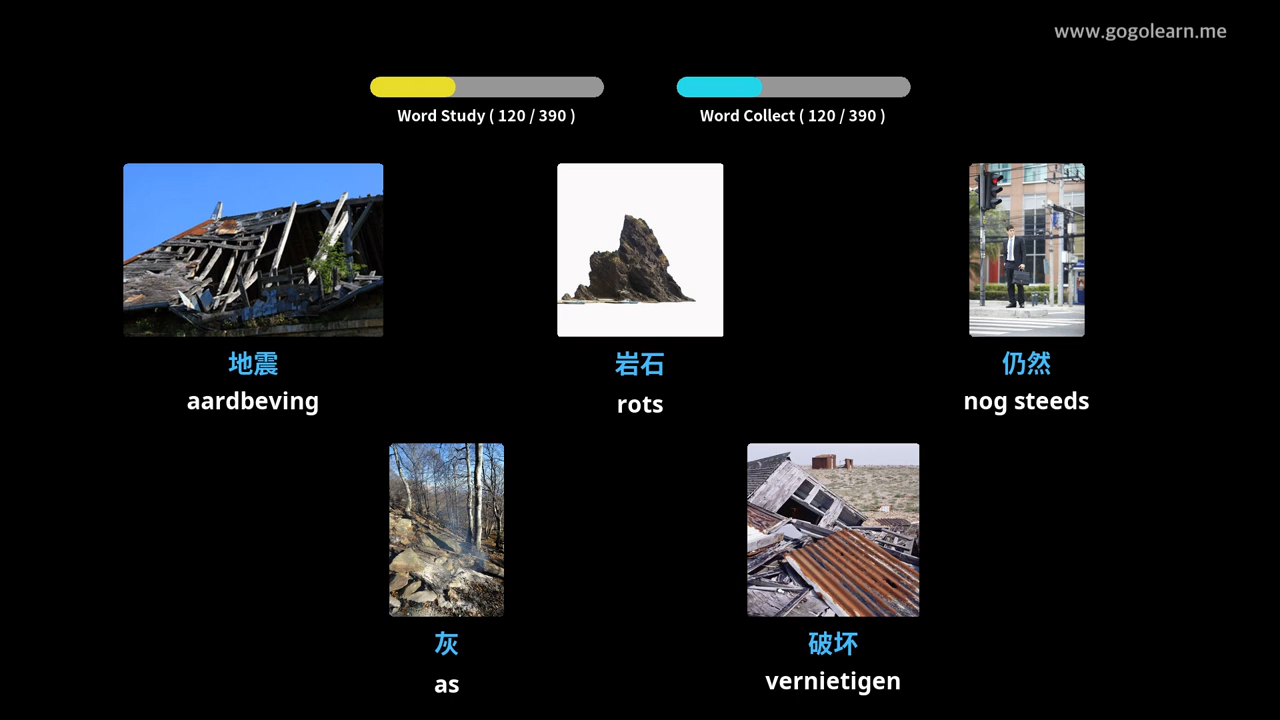 www.gogolearn.me
Word Study ( 120 / 390 )
Word Collect ( 120 / 390 )
地震
aardbeving
岩石
rots
仍然
nog steeds
灰
as
破坏
vernietigen